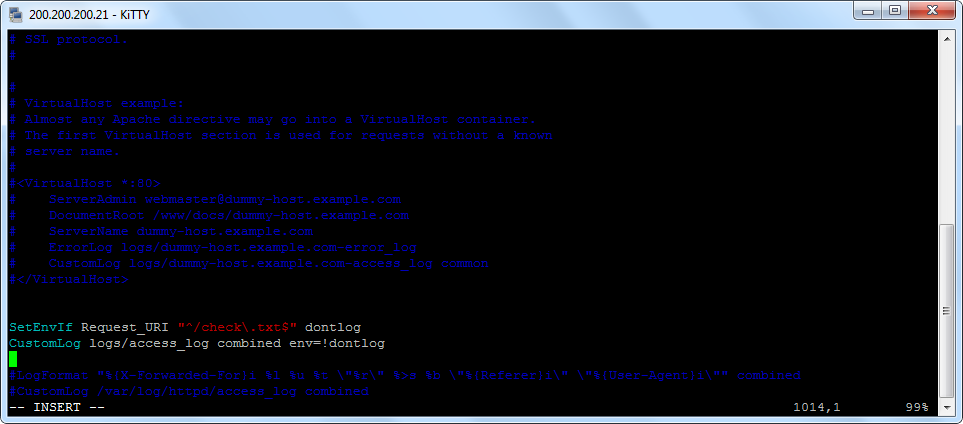 200.200.200.21 - KiTTY
# SSL protocol.
#
#
# VirtualHost example:
# Almost any Apache directive may go into a VirtualHost container.
# The first VirtualHost section is used for requests without a known
# server name.
#
#<VirtualHost *:80>
#    ServerAdmin webmaster@dummy-host.example.com
#    DocumentRoot /www/docs/dummy-host.example.com
#    ServerName dummy-host.example.com
#    ErrorLog logs/dummy-host.example.com-error_log
#    CustomLog logs/dummy-host.example.com-access_log common
#</VirtualHost>
SetEnvIf Request_URI "^/check\.txt$" dontlog
CustomLog logs/access_log combined env=!dontlog
#LogFormat "%{X-Forwarded-For}i %l %u %t \"%r\" %>s %b \"%{Referer}i\" \"%{User-Agent}i\"" combined
#CustomLog /var/log/httpd/access_log combined
-- INSERT -- 1014,1 99%